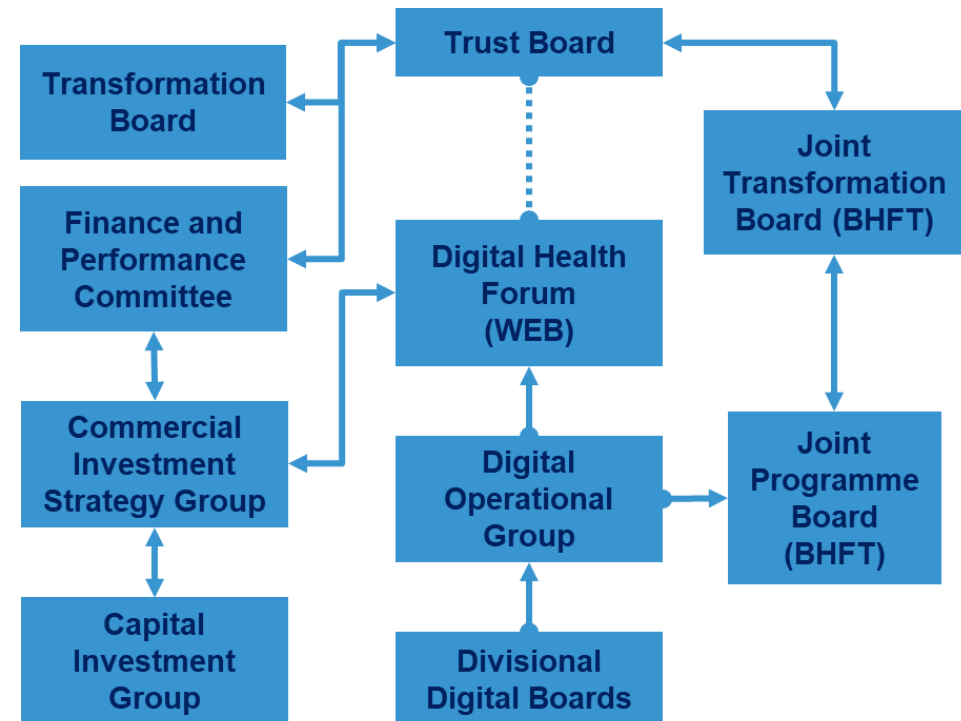 Trust Board
Transformation
Board
Joint
Transformation
Board (BHFT)
Finance and
Performance
Committee
Digital Health
Forum
(WEB)
Commercial
Investment
Strategy Group
Digital
Operational
Group
Joint
Programme
Board
(BHFT)
Capital
Investment
Group
Divisional
Digital Boards